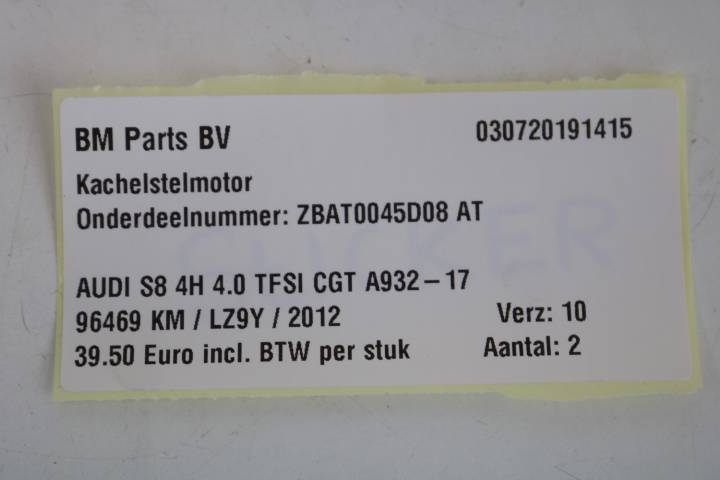 BM Parts BV 030720191415
Kachelstelmotor
Onderdeelnummer: ZBAT0045D08 AT
AUDI S8 4H 4.0 TFSI CGT A932-17
96469 KM / LZ9Y / 2012 Verz: 10
39.50 Euro incl. BTW per stuk Aantal: 2